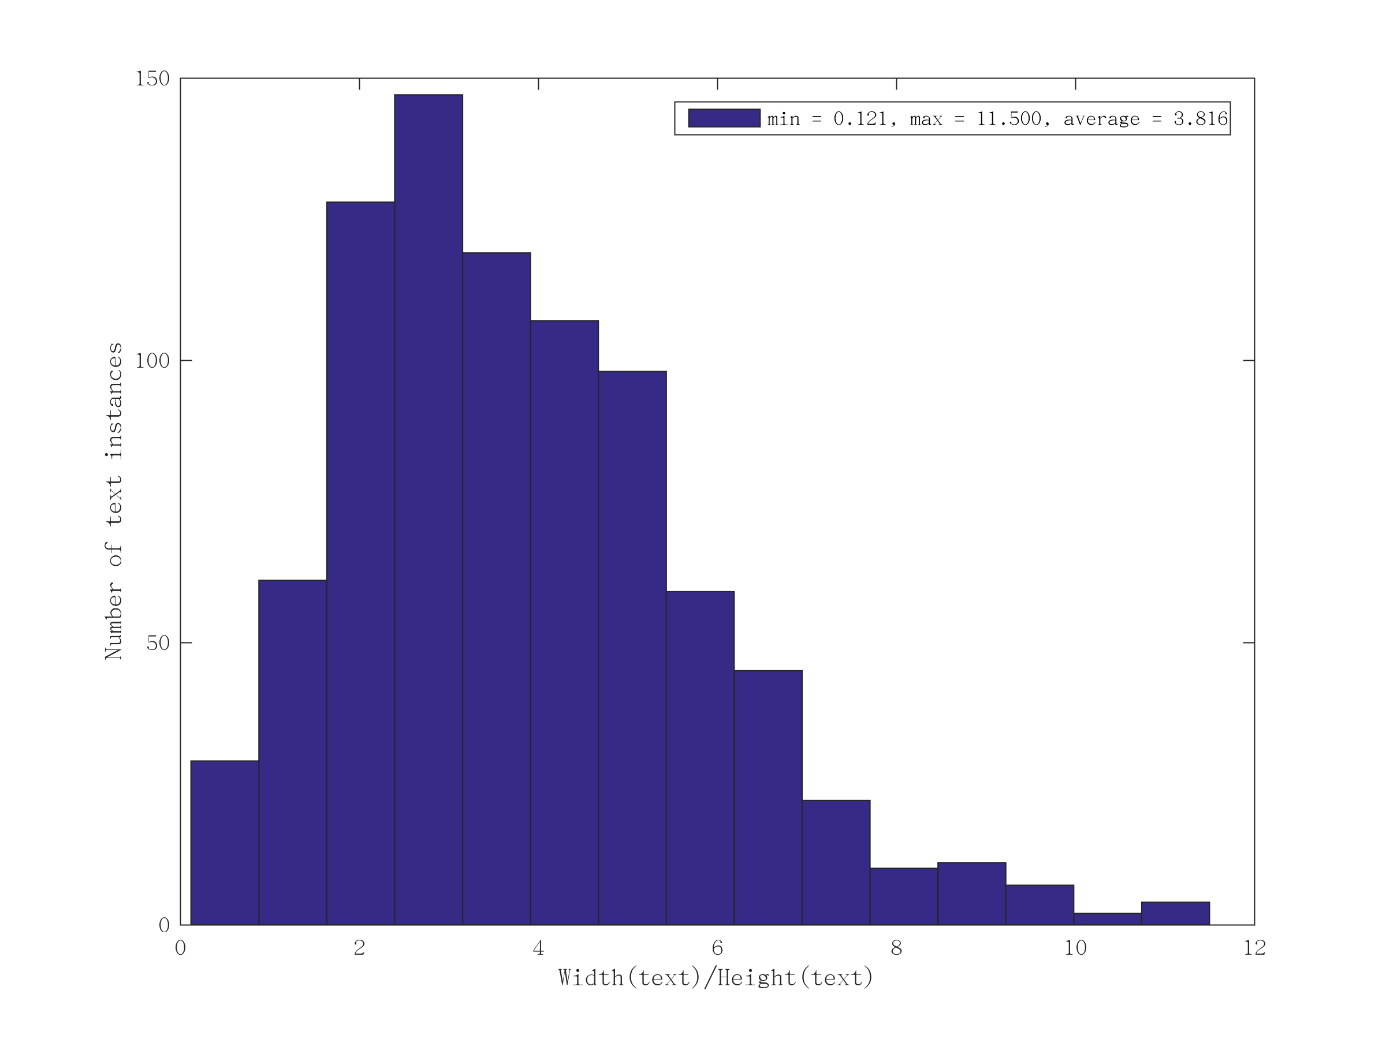 150
min = 0.121, max = 11.500, average = 3.816
100
Number of text instances
50
0
0 2 4 6 8 10 12
Width(text)/Height(text)